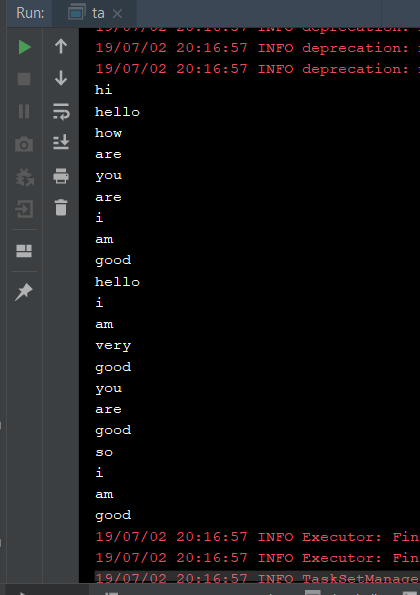 Run: ta
19/07/02 20:16:57 INFO deprecation:
19/07/02 20:16:57 INFO deprecation:
19/07/02 20:16:57 INFO deprecation:
hi
hello
how
are
you
are
i
am
good
hello
i
am
very
good
you
are
good
so
i
am
good
19/07/02 20:16:57 INFO Executor: Fin
19/07/02 20:16:57 INFO Executor: Fin
19/07/02 20:16:57 INFO TaskSetManage